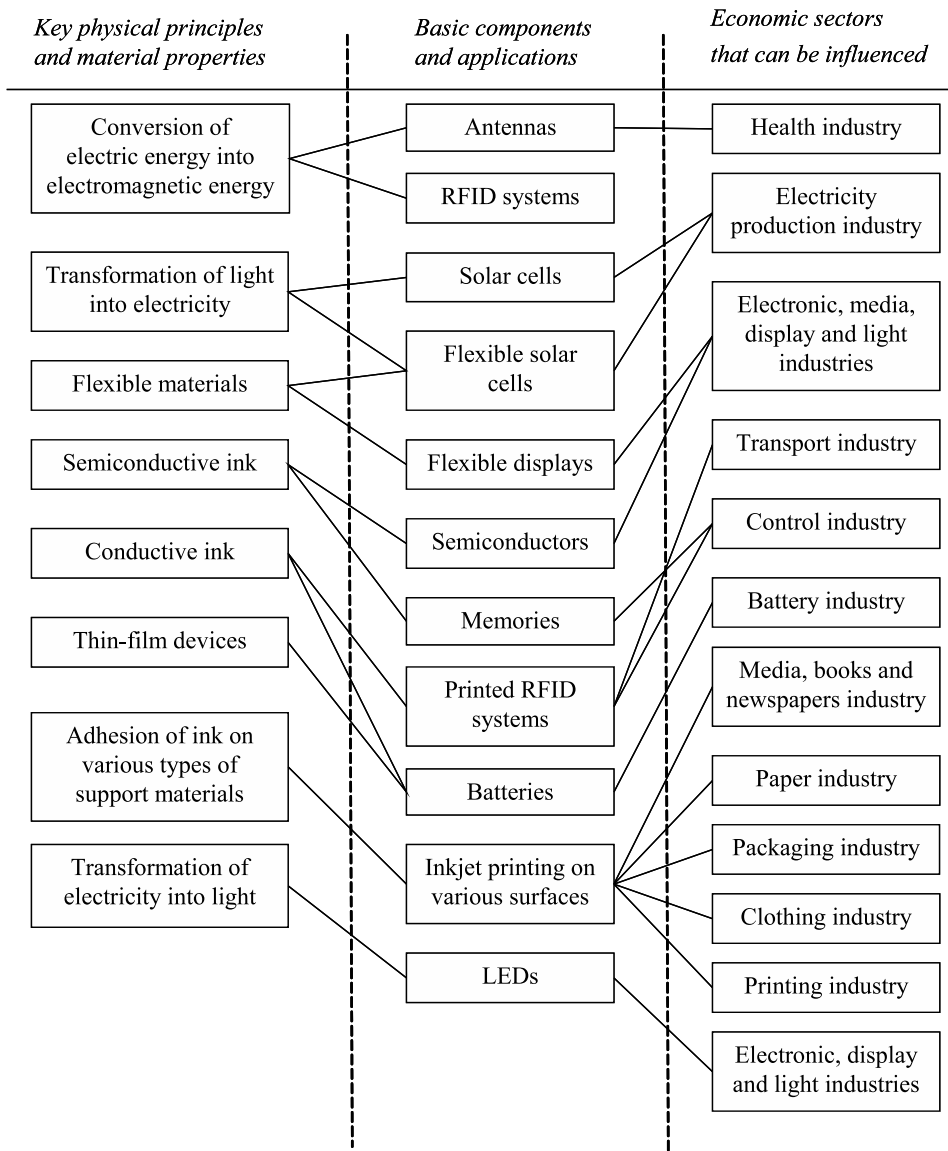 Key physical principles
and material properties
Basic components
and applications
Economic sectors
that can be influenced
Conversion of
electric energy into
electromagnetic energy
Transformation of light
into electricity
Flexible materials
Semiconductive ink
Conductive ink
Thin-film devices
Adhesion of ink on
various types of
support materials
Transformation of
electricity into light
Antennas
RFID systems
Solar cells
Flexible solar
cells
Flexible displays
Semiconductors
Memories
Printed RFID
systems
Batteries
Inkjet printing on
various surfaces
LEDs
Health industry
Electricity
production industry
Electronic, media,
display and light
industries
Transport industry
Control industry
Battery industry
Media, books and
newspapers industry
Paper industry
Packaging industry
Clothing industry
Printing industry
Electronic, display
and light industries